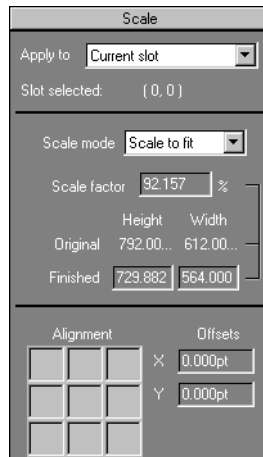 Scale
Apply to Current slot
Slot selected: (0, 0)
Scale mode Scale to fit
Scale factor 92.157 %
Height Width
Original 792.00... 612.00...
Finished 729.882 564.000
Alignment Offsets
X 0.000pt
Y 0.000pt